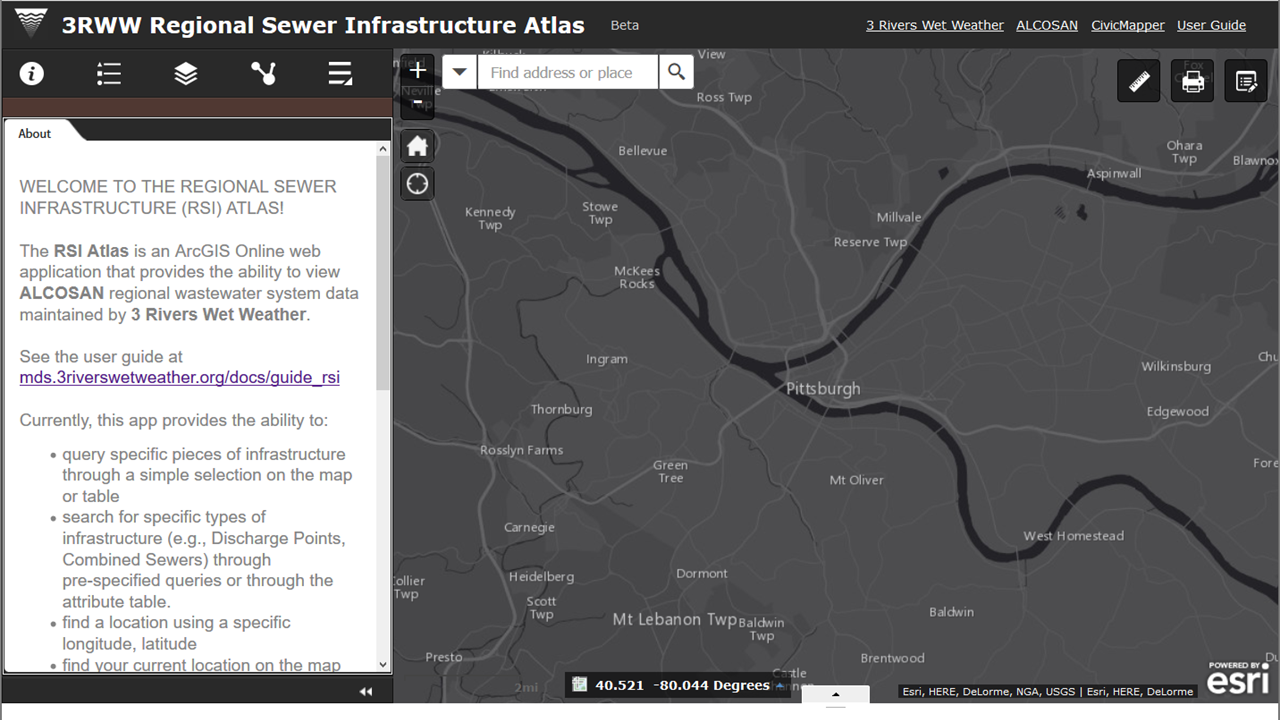 3RWW Regional Sewer Infrastructure Atlas
Beta
3 Rivers Wet Weather ALCOSAN CivicMapper User Guide
Find address or place
About
WELCOME TO THE REGIONAL SEWER
INFRASTRUCTURE (RSI) ATLAS!
The RSI Atlas is an ArcGIS Online web
application that provides the ability to view
ALCOSAN regional wastewater system data
maintained by 3 Rivers Wet Weather.
See the user guide at
mds.3riverswetweather.org/docs/guide_rsi
Currently, this app provides the ability to:
• query specific pieces of infrastructure
through a simple selection on the map
or table
• search for specific types of
infrastructure (e.g., Discharge Points,
Combined Sewers) through
pre-specified queries or through the
attribute table.
• find a location using a specific
longitude, latitude
• find your current location on the map
+
-
View
Neville
Twp
Ross Twp
Fox
Bellevue
Ohara
Twp
Blawnox
Aspinwall
Kennedy
Twp
Stowe
Twp
Millvale
Reserve Twp
McKees
Rocks
Ingram
Pittsburgh
Wilkinsburg
Thornburg
Edgewood
Rosslyn Farms
Green
Tree
Mt Oliver
Carnegie
West Homestead
Heidelberg
Dormont
Scott
Twp
Mt Lebanon Twp
Baldwin
Twp
Baldwin
Presto
Brentwood
Castle
2mi
40.521 -80.044 Degrees
Esri, HERE, DeLorme, NGA, USGS | Esri, HERE, DeLorme
POWERED BY
esri